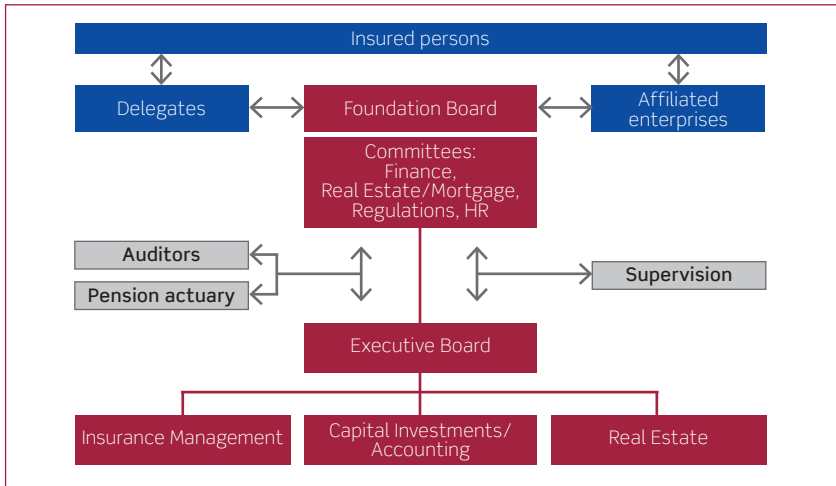 Insured persons
Delegates
Foundation Board
Affiliated
enterprises
Committees:
Finance,
Real Estate/Mortgage,
Regulations, HR
Auditors
Pension actuary
Supervision
Executive Board
Insurance Management
Capital Investments/
Accounting
Real Estate